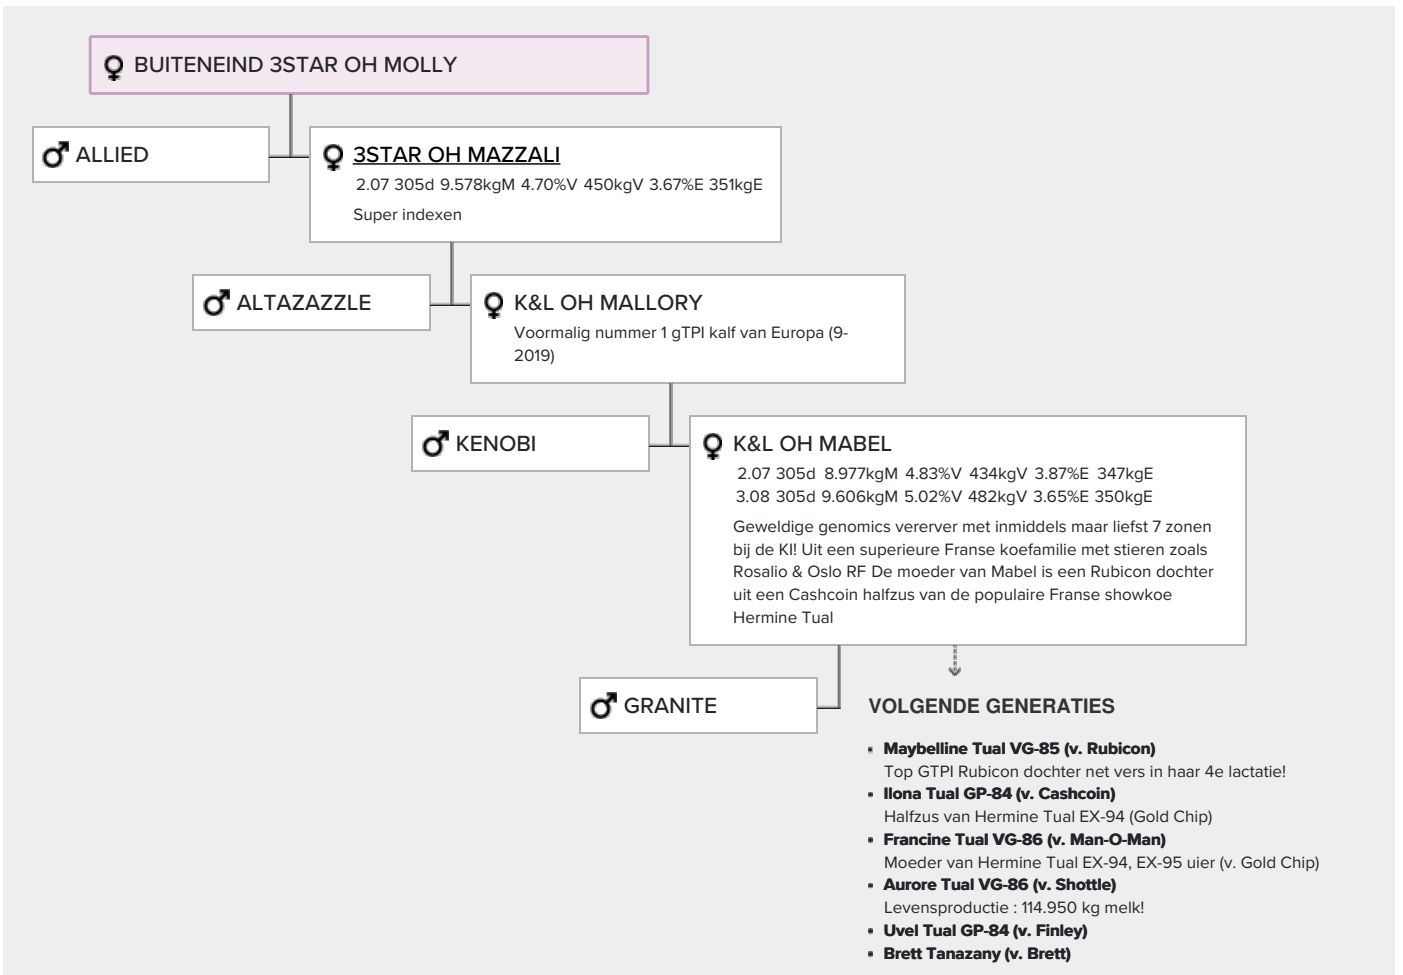 BUITENEIND 3STAR OH MOLLY
ALLIED
3STAR OH MAZZALI
2.07 305d 9.578kgM 4.70%V 450kgV 3.67%E 351kgE
Super indexen
ALTAZAZZLE
K&L OH MALLORY
Voormalig nummer 1 gTPI kalf van Europa (9-
2019)
KENOBI
K&L OH MABEL
2.07 305d 8.977kgM 4.83%V 434kgV 3.87%E 347kgE
3.08 305d 9.606kgM 5.02%V 482kgV 3.65%E 350kgE
Geweldige genomics vererver met inmiddels maar liefst 7 zonen
bij de KI! Uit een superieure Franse koefamilie met stieren zoals
Rosalio & Oslo RF De moeder van Mabel is een Rubicon dochter
uit een Cashcoin halfzus van de populaire Franse showkoe
Hermine Tual
GRANITE
VOLGENDE GENERATIES
• Maybelline Tual VG-85 (v. Rubicon)
Top GTPI Rubicon dochter net vers in haar 4e lactatie!
• Ilona Tual GP-84 (v. Cashcoin)
Halfzus van Hermine Tual EX-94 (Gold Chip)
• Francine Tual VG-86 (v. Man-O-Man)
Moeder van Hermine Tual EX-94, EX-95 uier (v. Gold Chip)
• Aurore Tual VG-86 (v. Shottle)
Levensproductie : 114.950 kg melk!
• Uvel Tual GP-84 (v. Finley)
• Brett Tanazany (v. Brett)